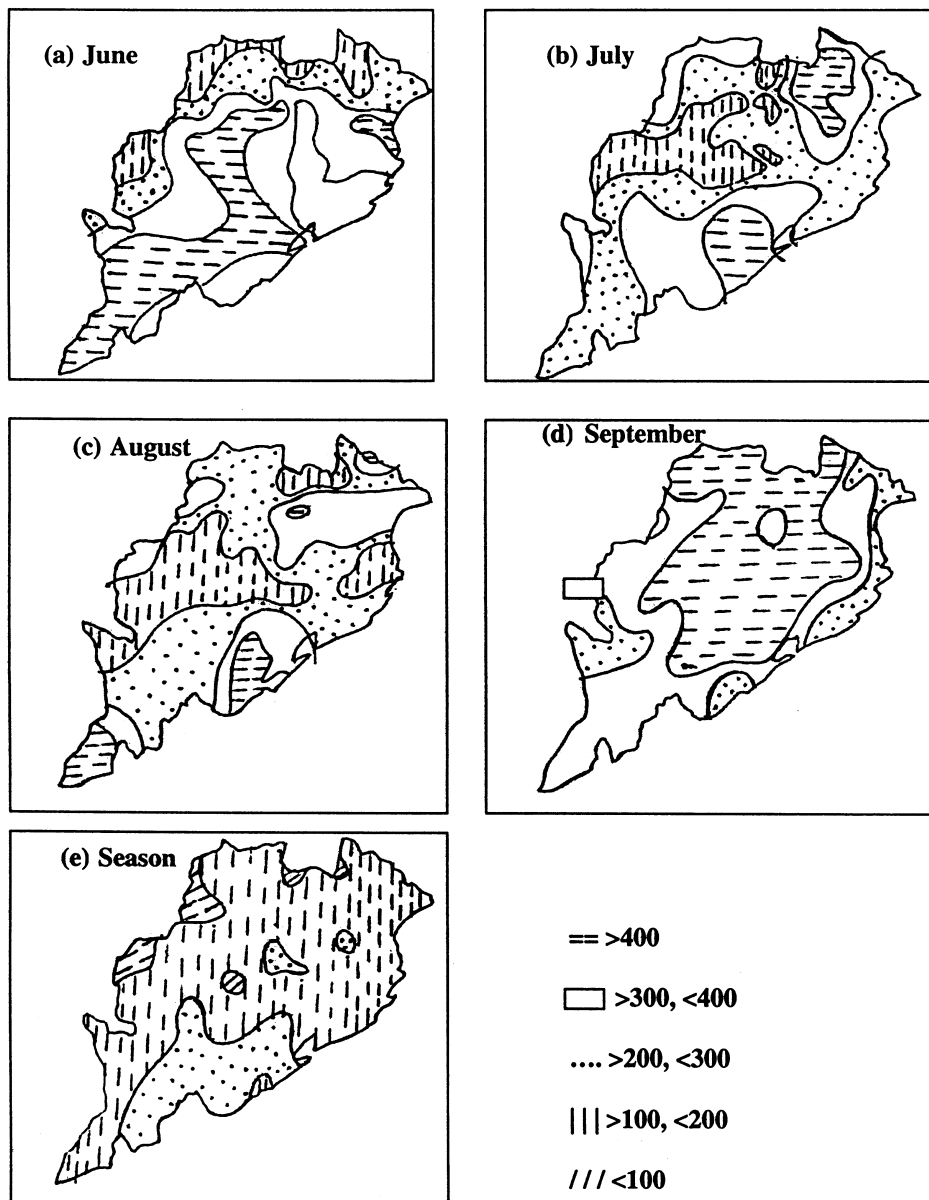 (a) June
(b) July
(c) August
(d) September
(e) Season
== >400
>300, <400
.... >200, <300
||| >100, <200
/ / / <100